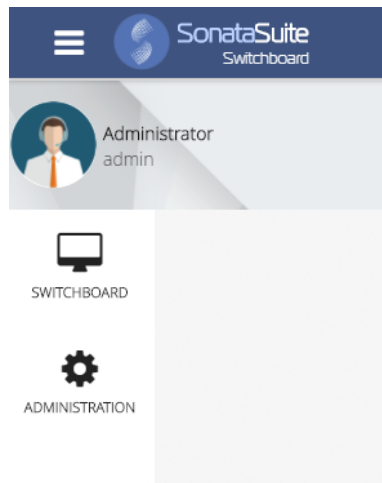 SonataSuite
Switchboard
Administrator
admin
SWITCHBOARD
ADMINISTRATION